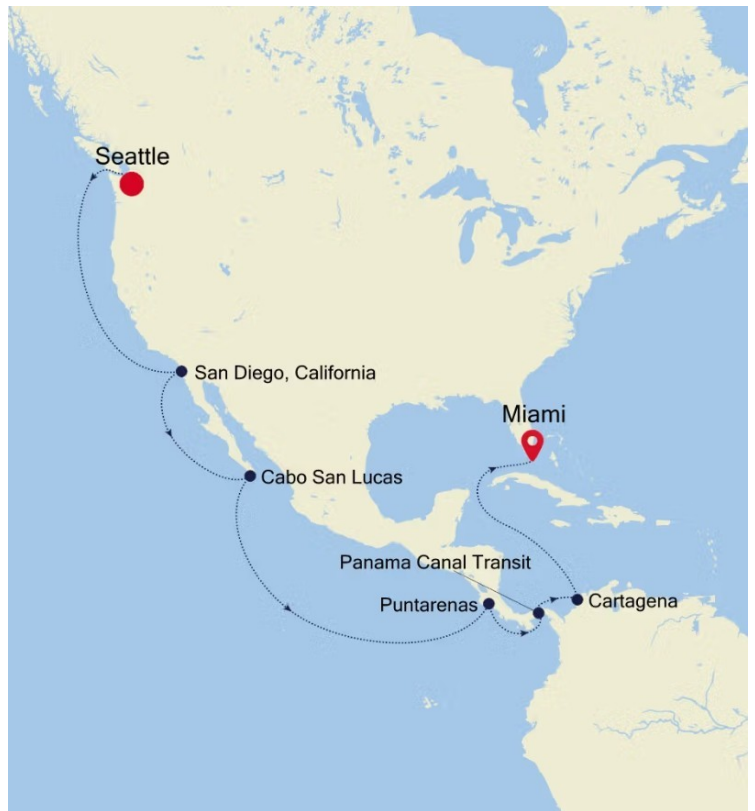 Seattle
San Diego, California
Miami
Cabo San Lucas
Panama Canal Transit
Puntarenas
Cartagena